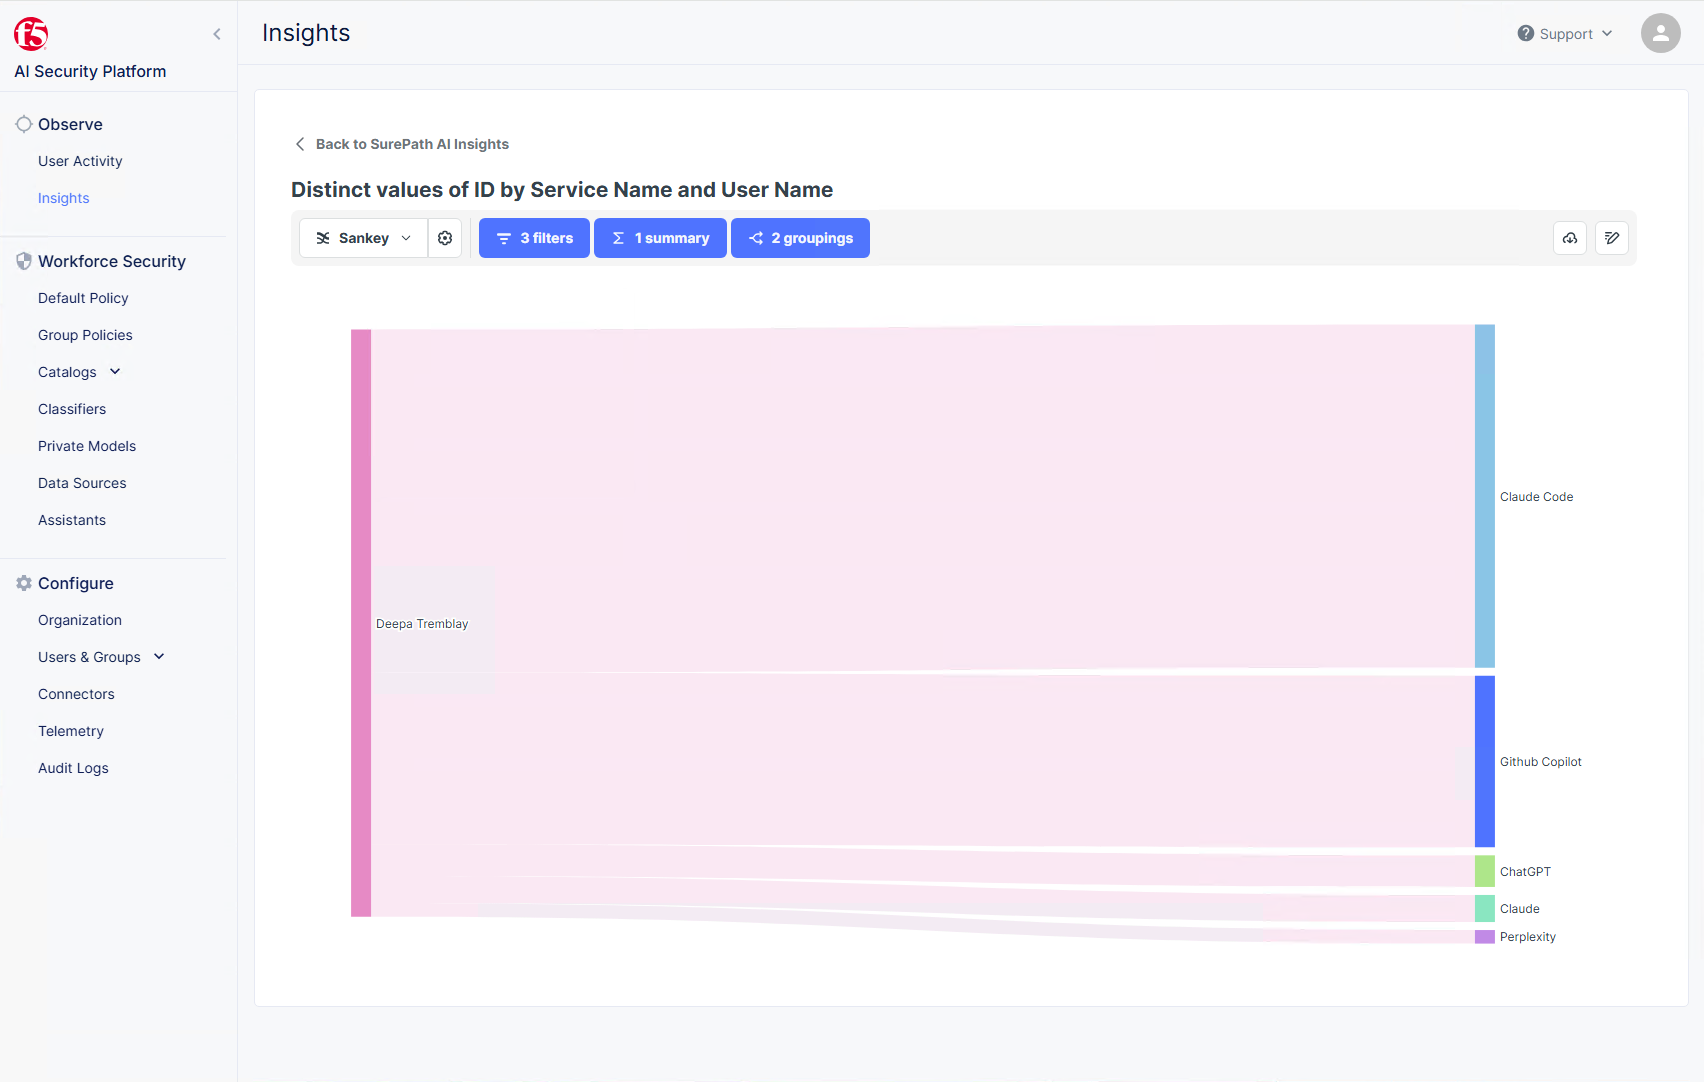 f5
AI Security Platform
Observe
User Activity
Insights
Workforce Security
Default Policy
Group Policies
Catalogs
Classifiers
Private Models
Data Sources
Assistants
Configure
Organization
Users & Groups
Connectors
Telemetry
Audit Logs
Insights
? Support
Back to SurePath AI Insights
Distinct values of ID by Service Name and User Name
Sankey
3 filters
Σ 1 summary
2 groupings
Deepa Tremblay
Claude Code
Github Copilot
ChatGPT
Claude
Perplexity